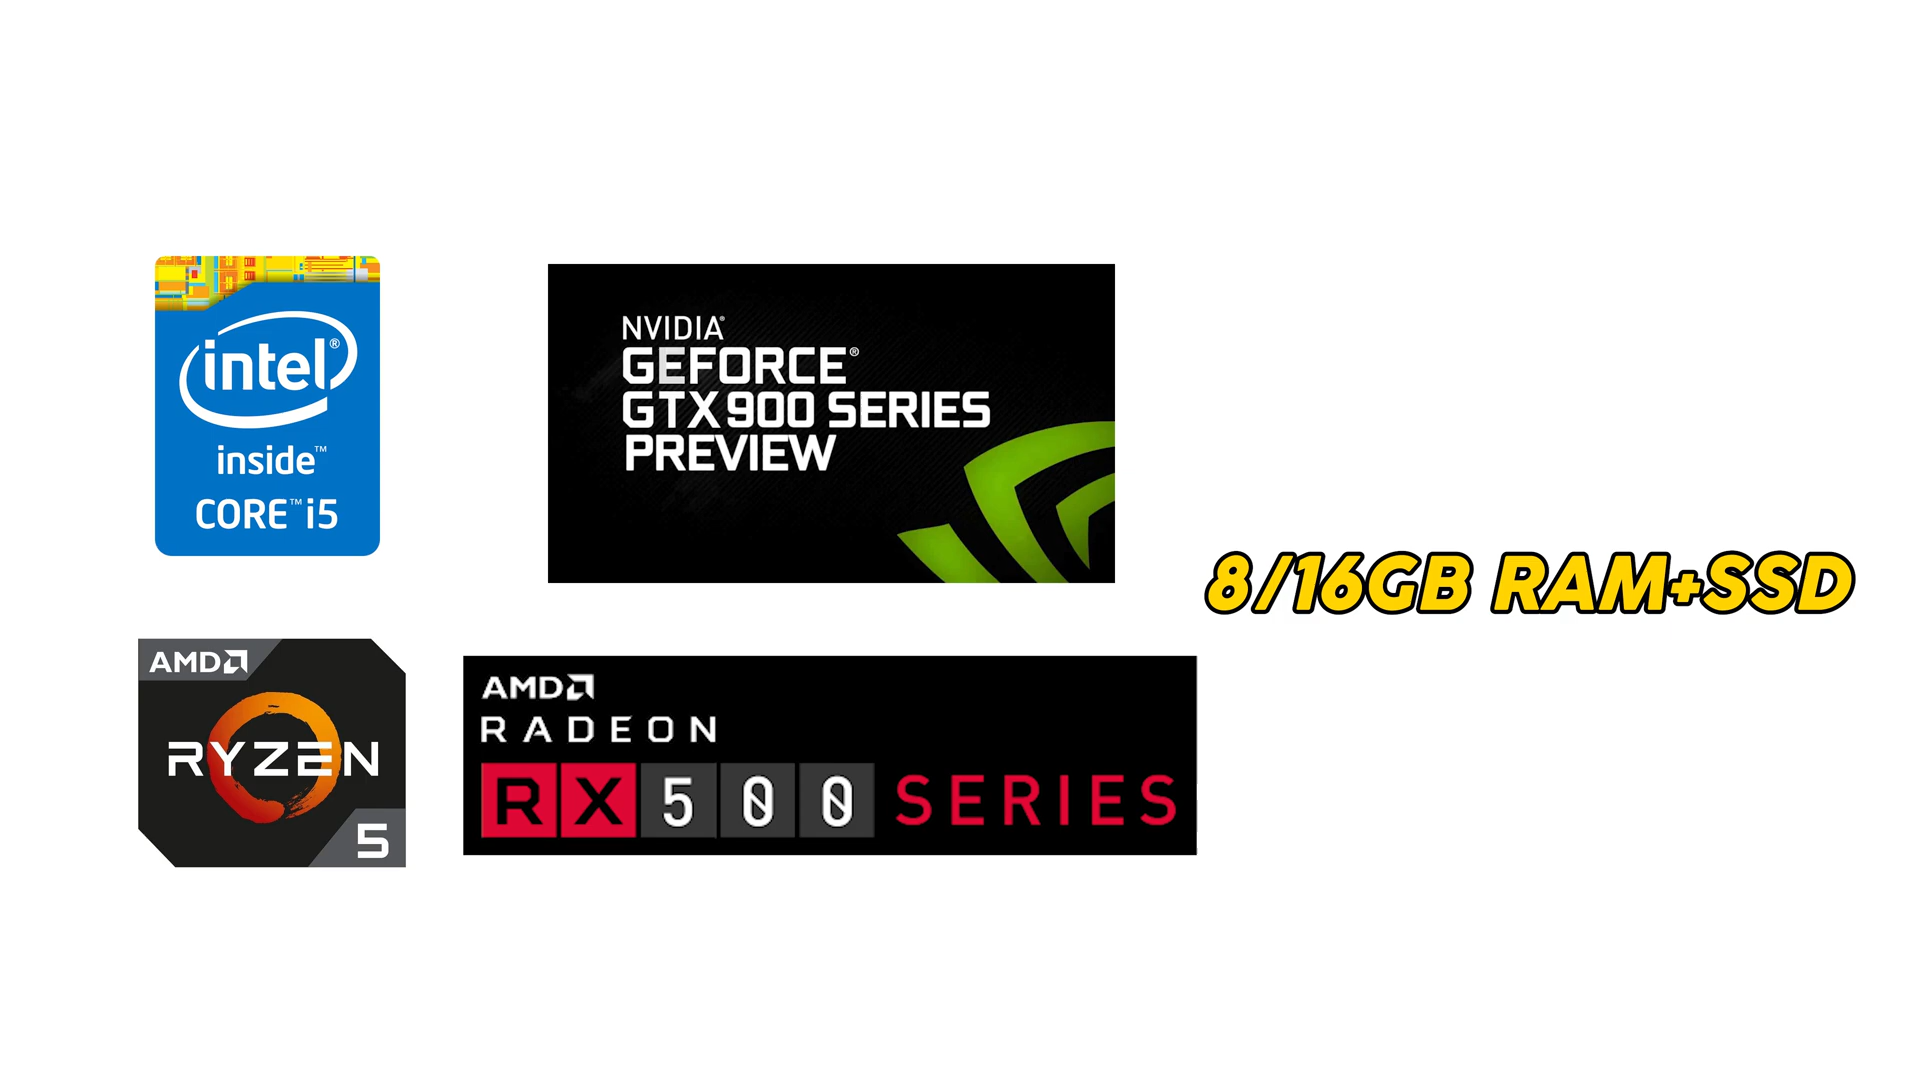 intel®
inside™
CORE™ i5
NVIDIA®
GEFORCE®
GTX 900 SERIES
PREVIEW
8/16GB RAM+SSD
AMD
RYZEN
5
AMD
RADEON
RX 500 SERIES